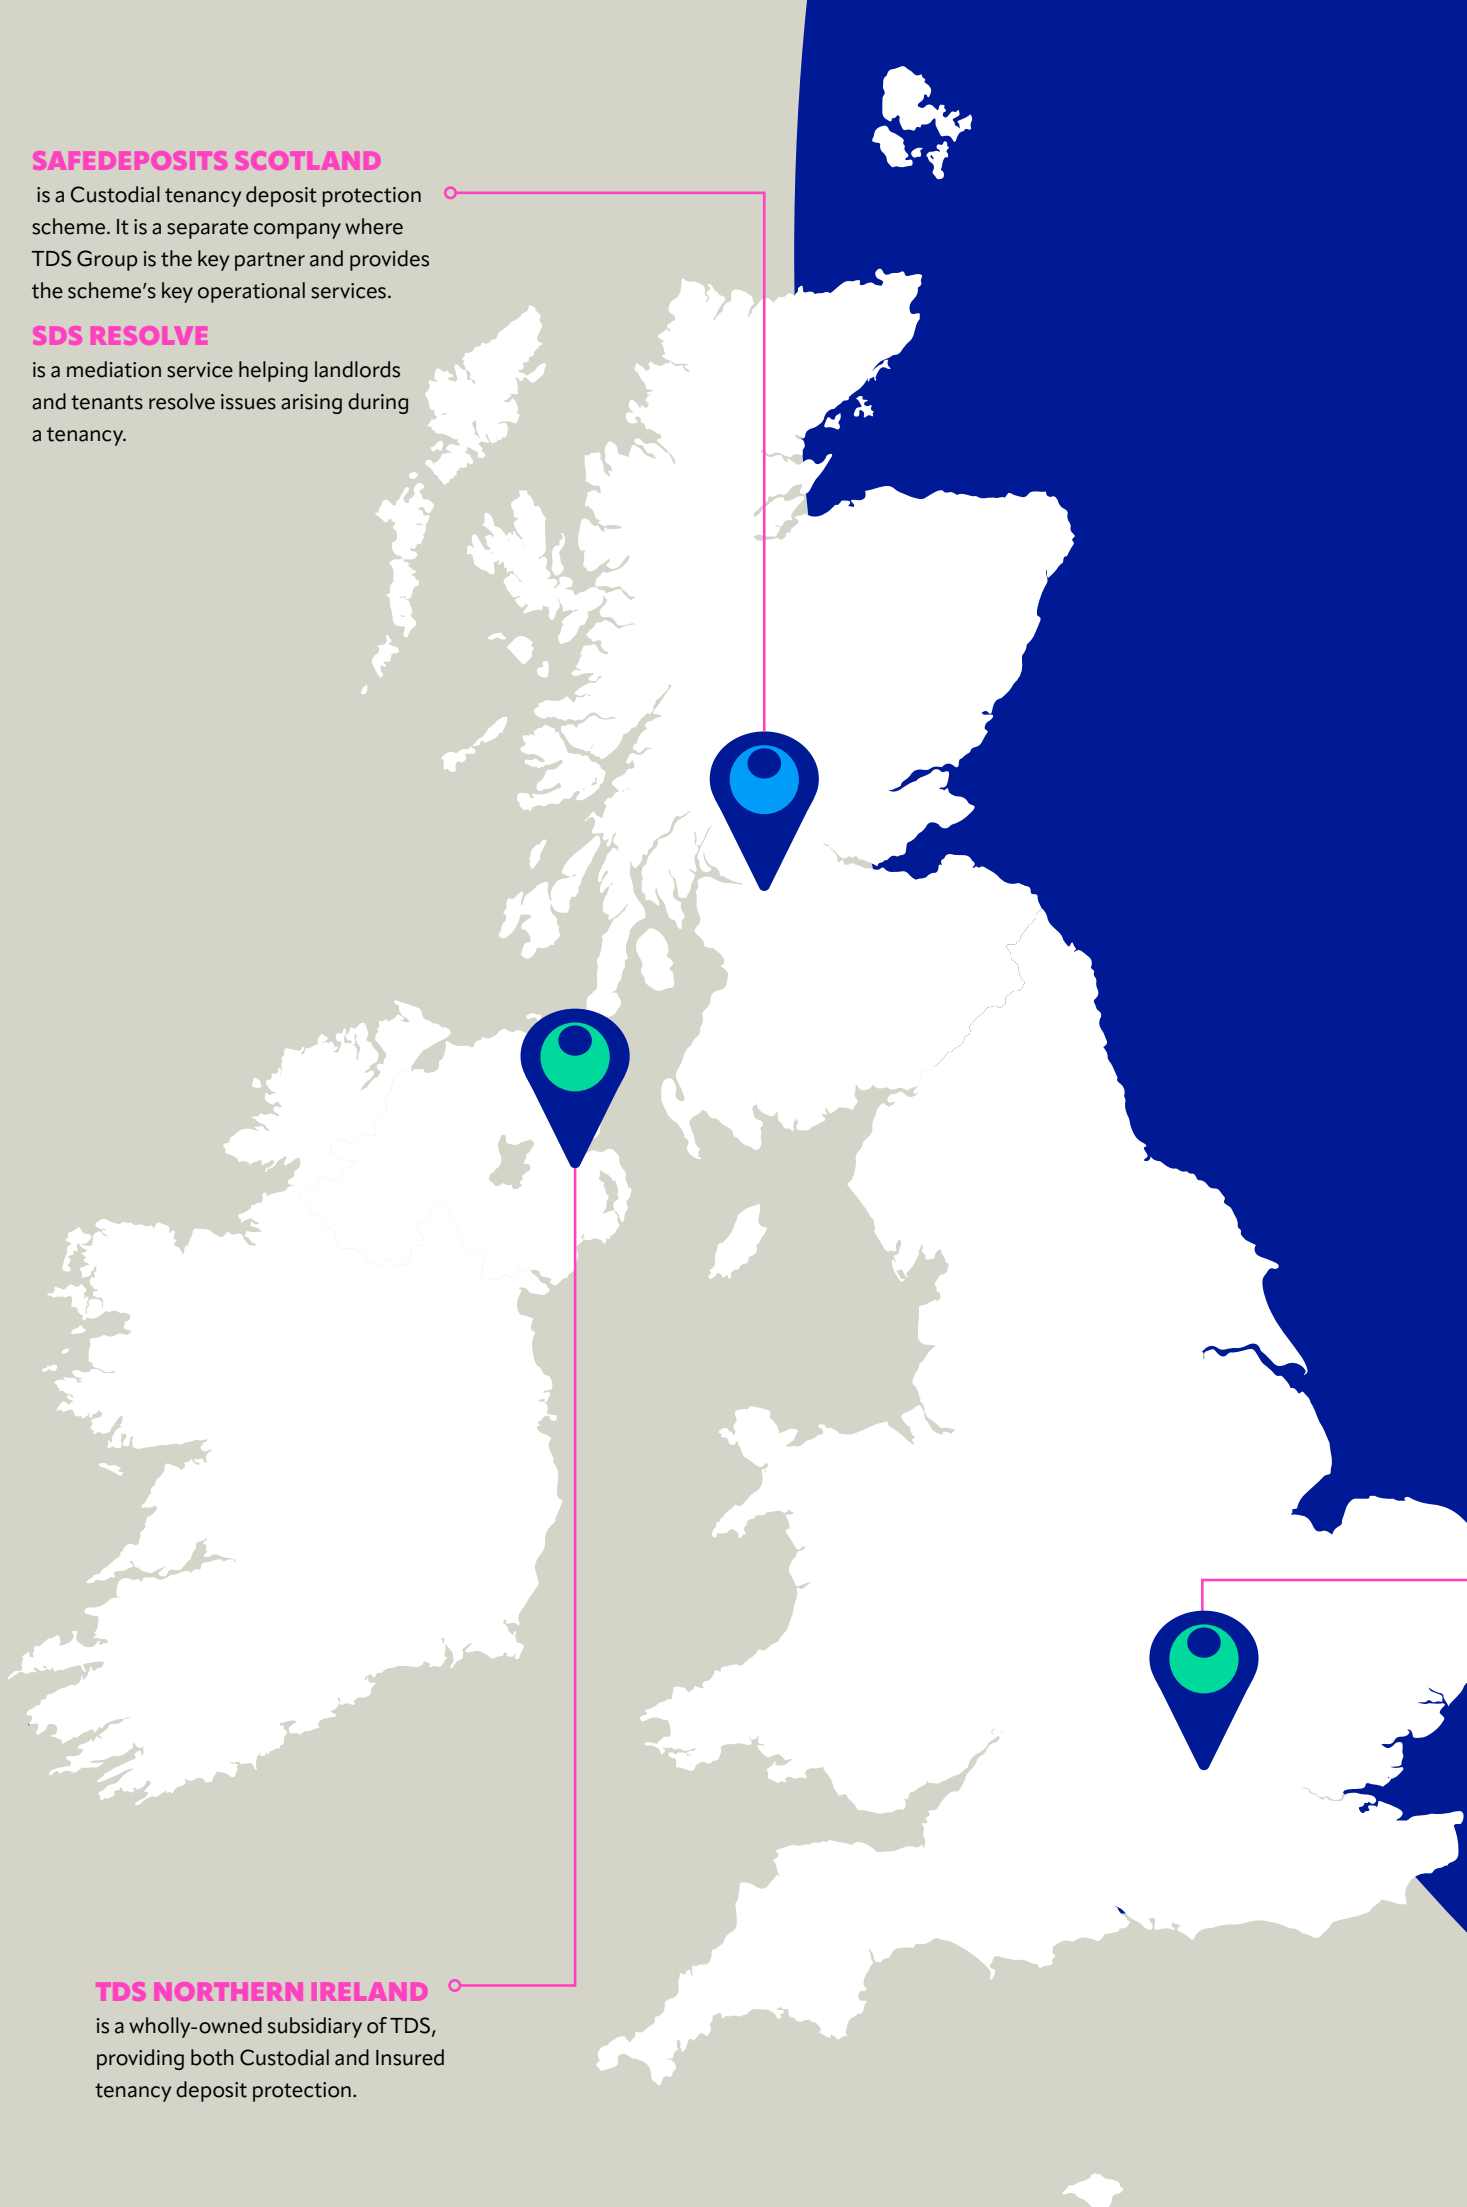 SAFEDEPOSITS SCOTLAND
is a Custodial tenancy deposit protection
scheme. It is a separate company where
TDS Group is the key partner and provides
the scheme's key operational services.
SDS RESOLVE
is a mediation service helping landlords
and tenants resolve issues arising during
a tenancy.
TDS NORTHERN IRELAND
is a wholly-owned subsidiary of TDS,
providing both Custodial and Insured
tenancy deposit protection.